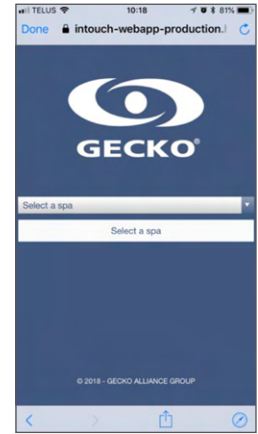 TELUS 10:18 81%
Done intouch-webapp-production.
GECKO®
Select a spa
Select a spa
© 2018 - GECKO ALLIANCE GROUP